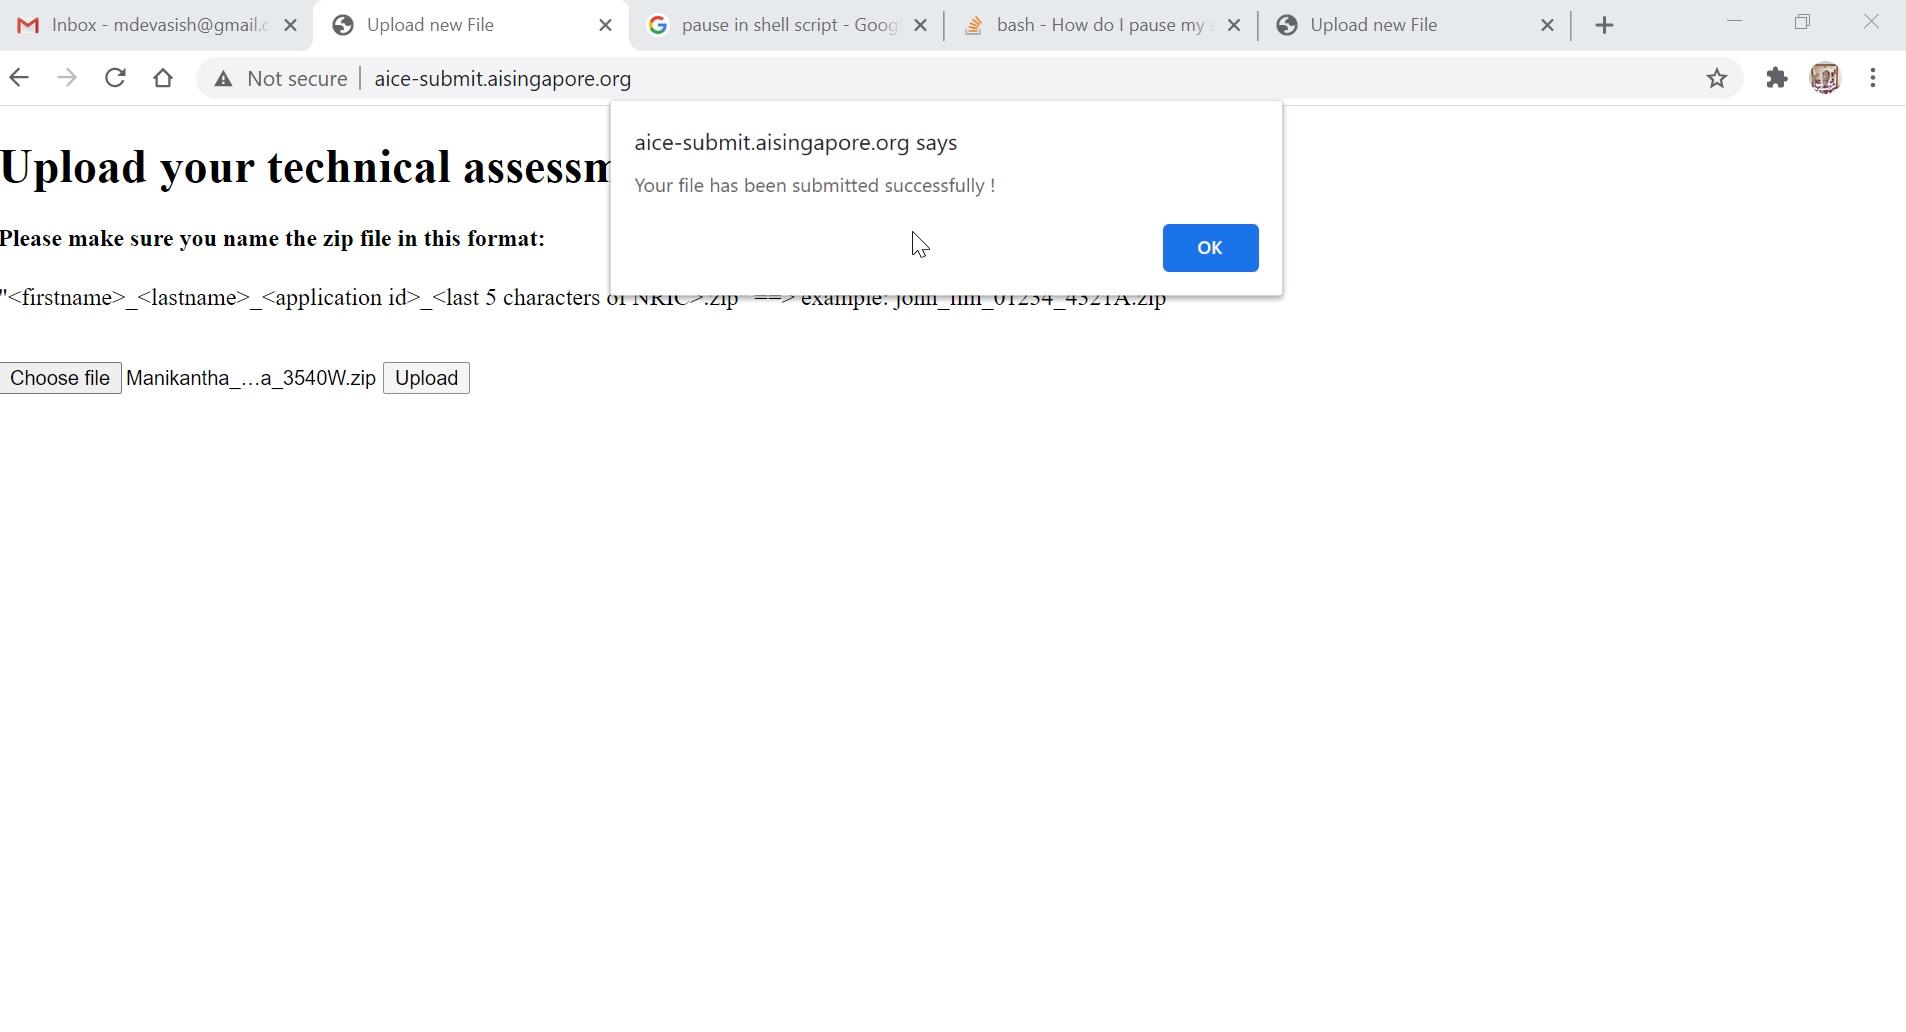 Inbox - mdevasish@gmail.c
Upload new File
pause in shell script - Goog
bash - How do I pause my s
Upload new File
Not secure
aice-submit.aisingapore.org
aice-submit.aisingapore.org says
Your file has been submitted successfully !
OK
Upload your technical assessm
Please make sure you name the zip file in this format:
"<firstname>_<lastname>_<application id>_<last 5 characters of NRIC>.zip" ==> example: john_lim_01234_4321A.zip
Choose file Manikantha_...a_3540W.zip Upload